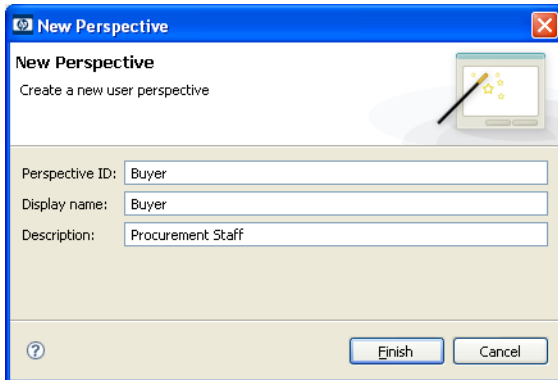 New Perspective
New Perspective
Create a new user perspective
Perspective ID: Buyer
Display name: Buyer
Description: Procurement Staff
? Finish Cancel